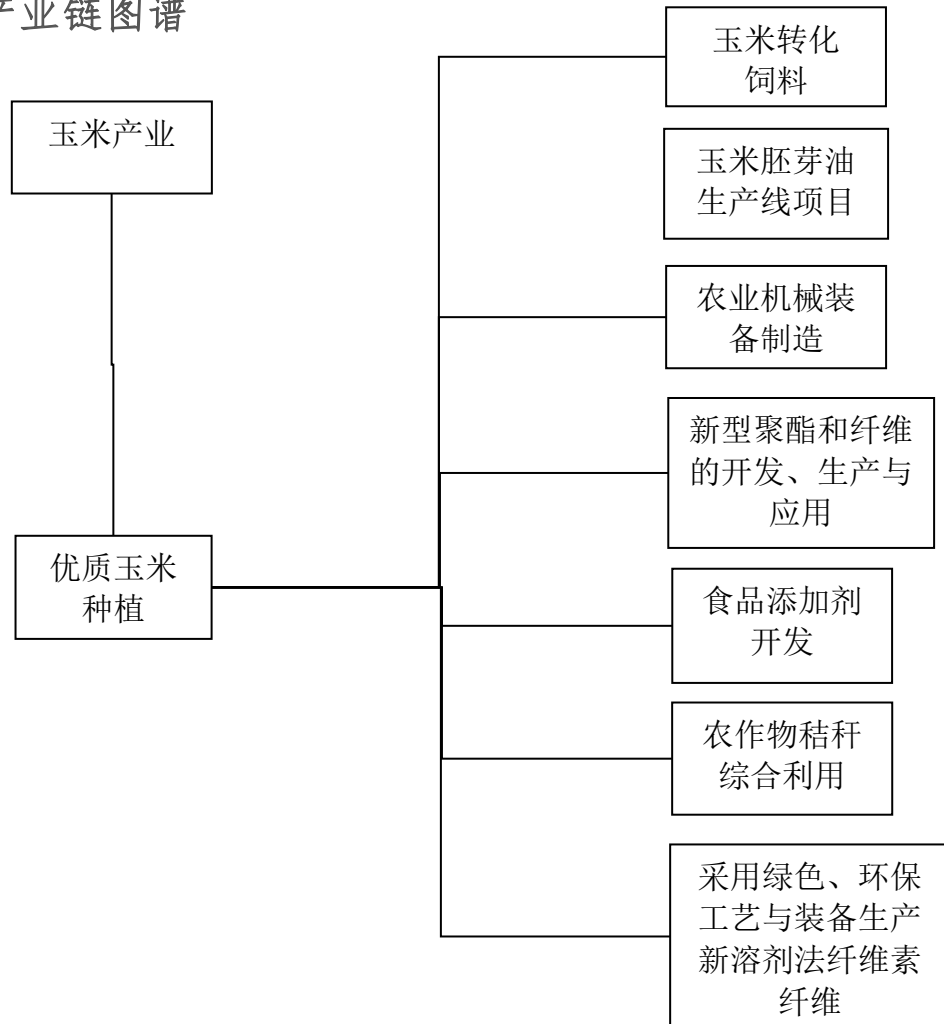 产业链图谱
玉米转化
饲料
玉米产业
玉米胚芽油
生产线项目
农业机械装
备制造
新型聚酯和纤维
的开发、生产与
应用
优质玉米
种植
食品添加剂
开发
农作物秸秆
综合利用
采用绿色、环保
工艺与装备生产
新溶剂法纤维素
纤维